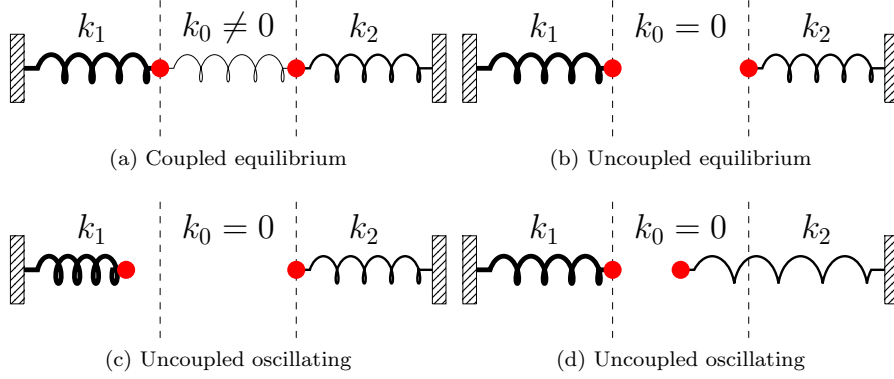 k₁ k₀ ≠ 0 k₂
k₁ k₀ = 0 k₂
(a) Coupled equilibrium
(b) Uncoupled equilibrium
k₁ k₀ = 0 k₂
k₁ k₀ = 0 k₂
(c) Uncoupled oscillating
(d) Uncoupled oscillating